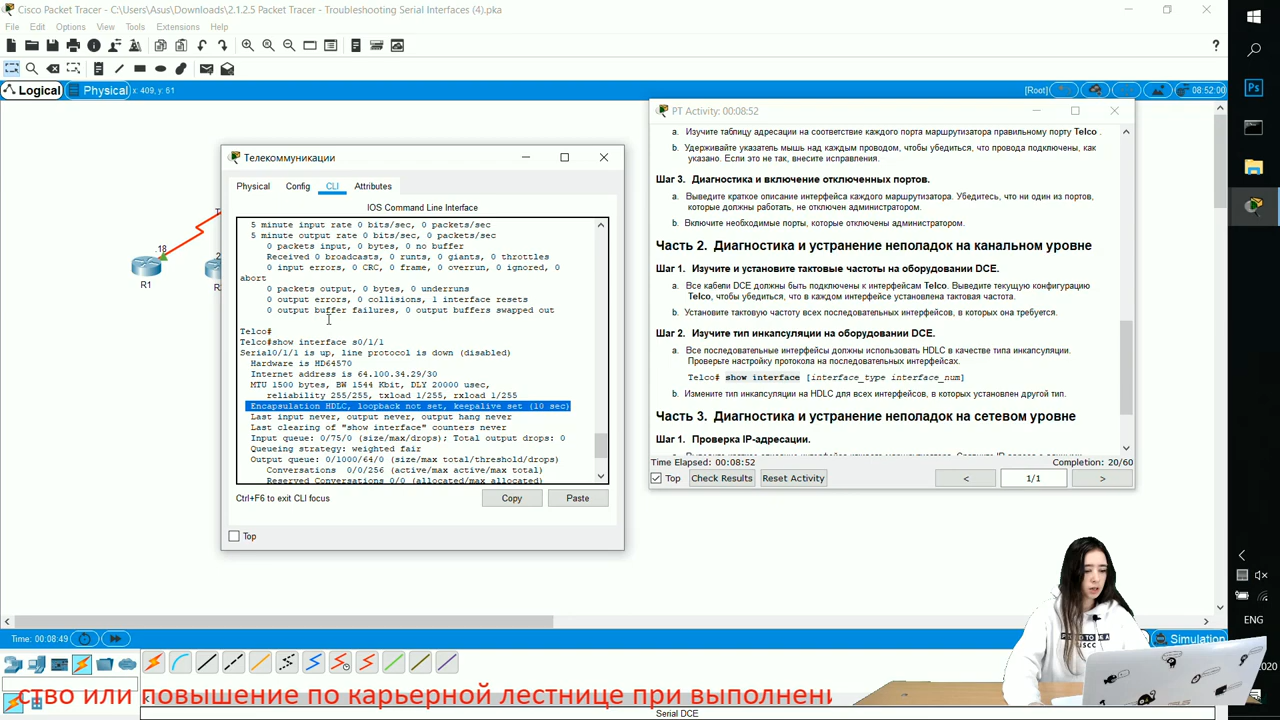 Cisco Packet Tracer - C:\Users\Asus\Downloads\2.1.2.5 Packet Tracer - Troubleshooting Serial Interfaces (4).pka
File Edit Options View Tools Extensions Help
Logical Physical x: 409, y: 61
[Root] 08:52:00
R1
18
Телекоммуникации
Physical Config CLI Attributes
IOS Command Line Interface
5 minute input rate 0 bits/sec, 0 packets/sec
5 minute output rate 0 bits/sec, 0 packets/sec
0 packets input, 0 bytes, 0 no buffer
Received 0 broadcasts, 0 runts, 0 giants, 0 throttles
0 input errors, 0 CRC, 0 frame, 0 overrun, 0 ignored, 0
abort
0 packets output, 0 bytes, 0 underruns
0 output errors, 0 collisions, 1 interface resets
0 output buffer failures, 0 output buffers swapped out
Telco#
Telco#show interface s0/1/1
Serial0/1/1 is up, line protocol is down (disabled)
Hardware is HD64570
Internet address is 64.100.34.29/30
MTU 1500 bytes, BW 1544 Kbit, DLY 20000 usec,
reliability 255/255, txload 1/255, rxload 1/255
Encapsulation HDLC, loopback not set, keepalive set (10 sec)
Last input never, output never, output hang never
Last clearing of "show interface" counters never
Input queue: 0/75/0 (size/max/drops); Total output drops: 0
Queueing strategy: weighted fair
Output queue: 0/1000/64/0 (size/max total/threshold/drops)
Conversations 0/0/256 (active/max active/max total)
Reserved Conversations 0/0 (allocated/max allocated)
Ctrl+F6 to exit CLI focus
Copy Paste
Top
PT Activity: 00:08:52
a. Изучите таблицу адресации на соответствие каждого порта маршрутизатора правильному порту Telco .
b. Удерживайте указатель мышь над каждым проводом, чтобы убедиться, что провода подключены, как
указано. Если это не так, внесите исправления.
Шаг 3. Диагностика и включение отключенных портов.
a. Выведите краткое описание интерфейса каждого маршрутизатора. Убедитесь, что ни один из портов,
которые должны работать, не отключен администратором.
b. Включите необходимые порты, которые отключены администратором.
Часть 2. Диагностика и устранение неполадок на канальном уровне
Шаг 1. Изучите и установите тактовые частоты на оборудовании DCE.
a. Все кабели DCE должны быть подключены к интерфейсам Telco. Выведите текущую конфигурацию
Telco, чтобы убедиться, что в каждом интерфейсе установлена тактовая частота.
b. Установите тактовую частоту всех последовательных интерфейсов, в которых она требуется.
Шаг 2. Изучите тип инкапсуляции на оборудовании DCE.
a. Все последовательные интерфейсы должны использовать HDLC в качестве типа инкапсуляции.
Проверьте настройки протокола на последовательных интерфейсах.
Telco# show interface [interface_type interface_num]
b. Измените тип инкапсуляции на HDLC для всех интерфейсов, в которых установлен другой тип.
Часть 3. Диагностика и устранение неполадок на сетевом уровне
Шаг 1. Проверка IP-адресации.
Time Elapsed: 00:08:52 Completion: 20/60
Top Check Results Reset Activity < 1/1 >
Time: 00:08:49
Simulation
ENG
2020
ство или повышение по карьерной лестнице при выполнени
Serial DCE